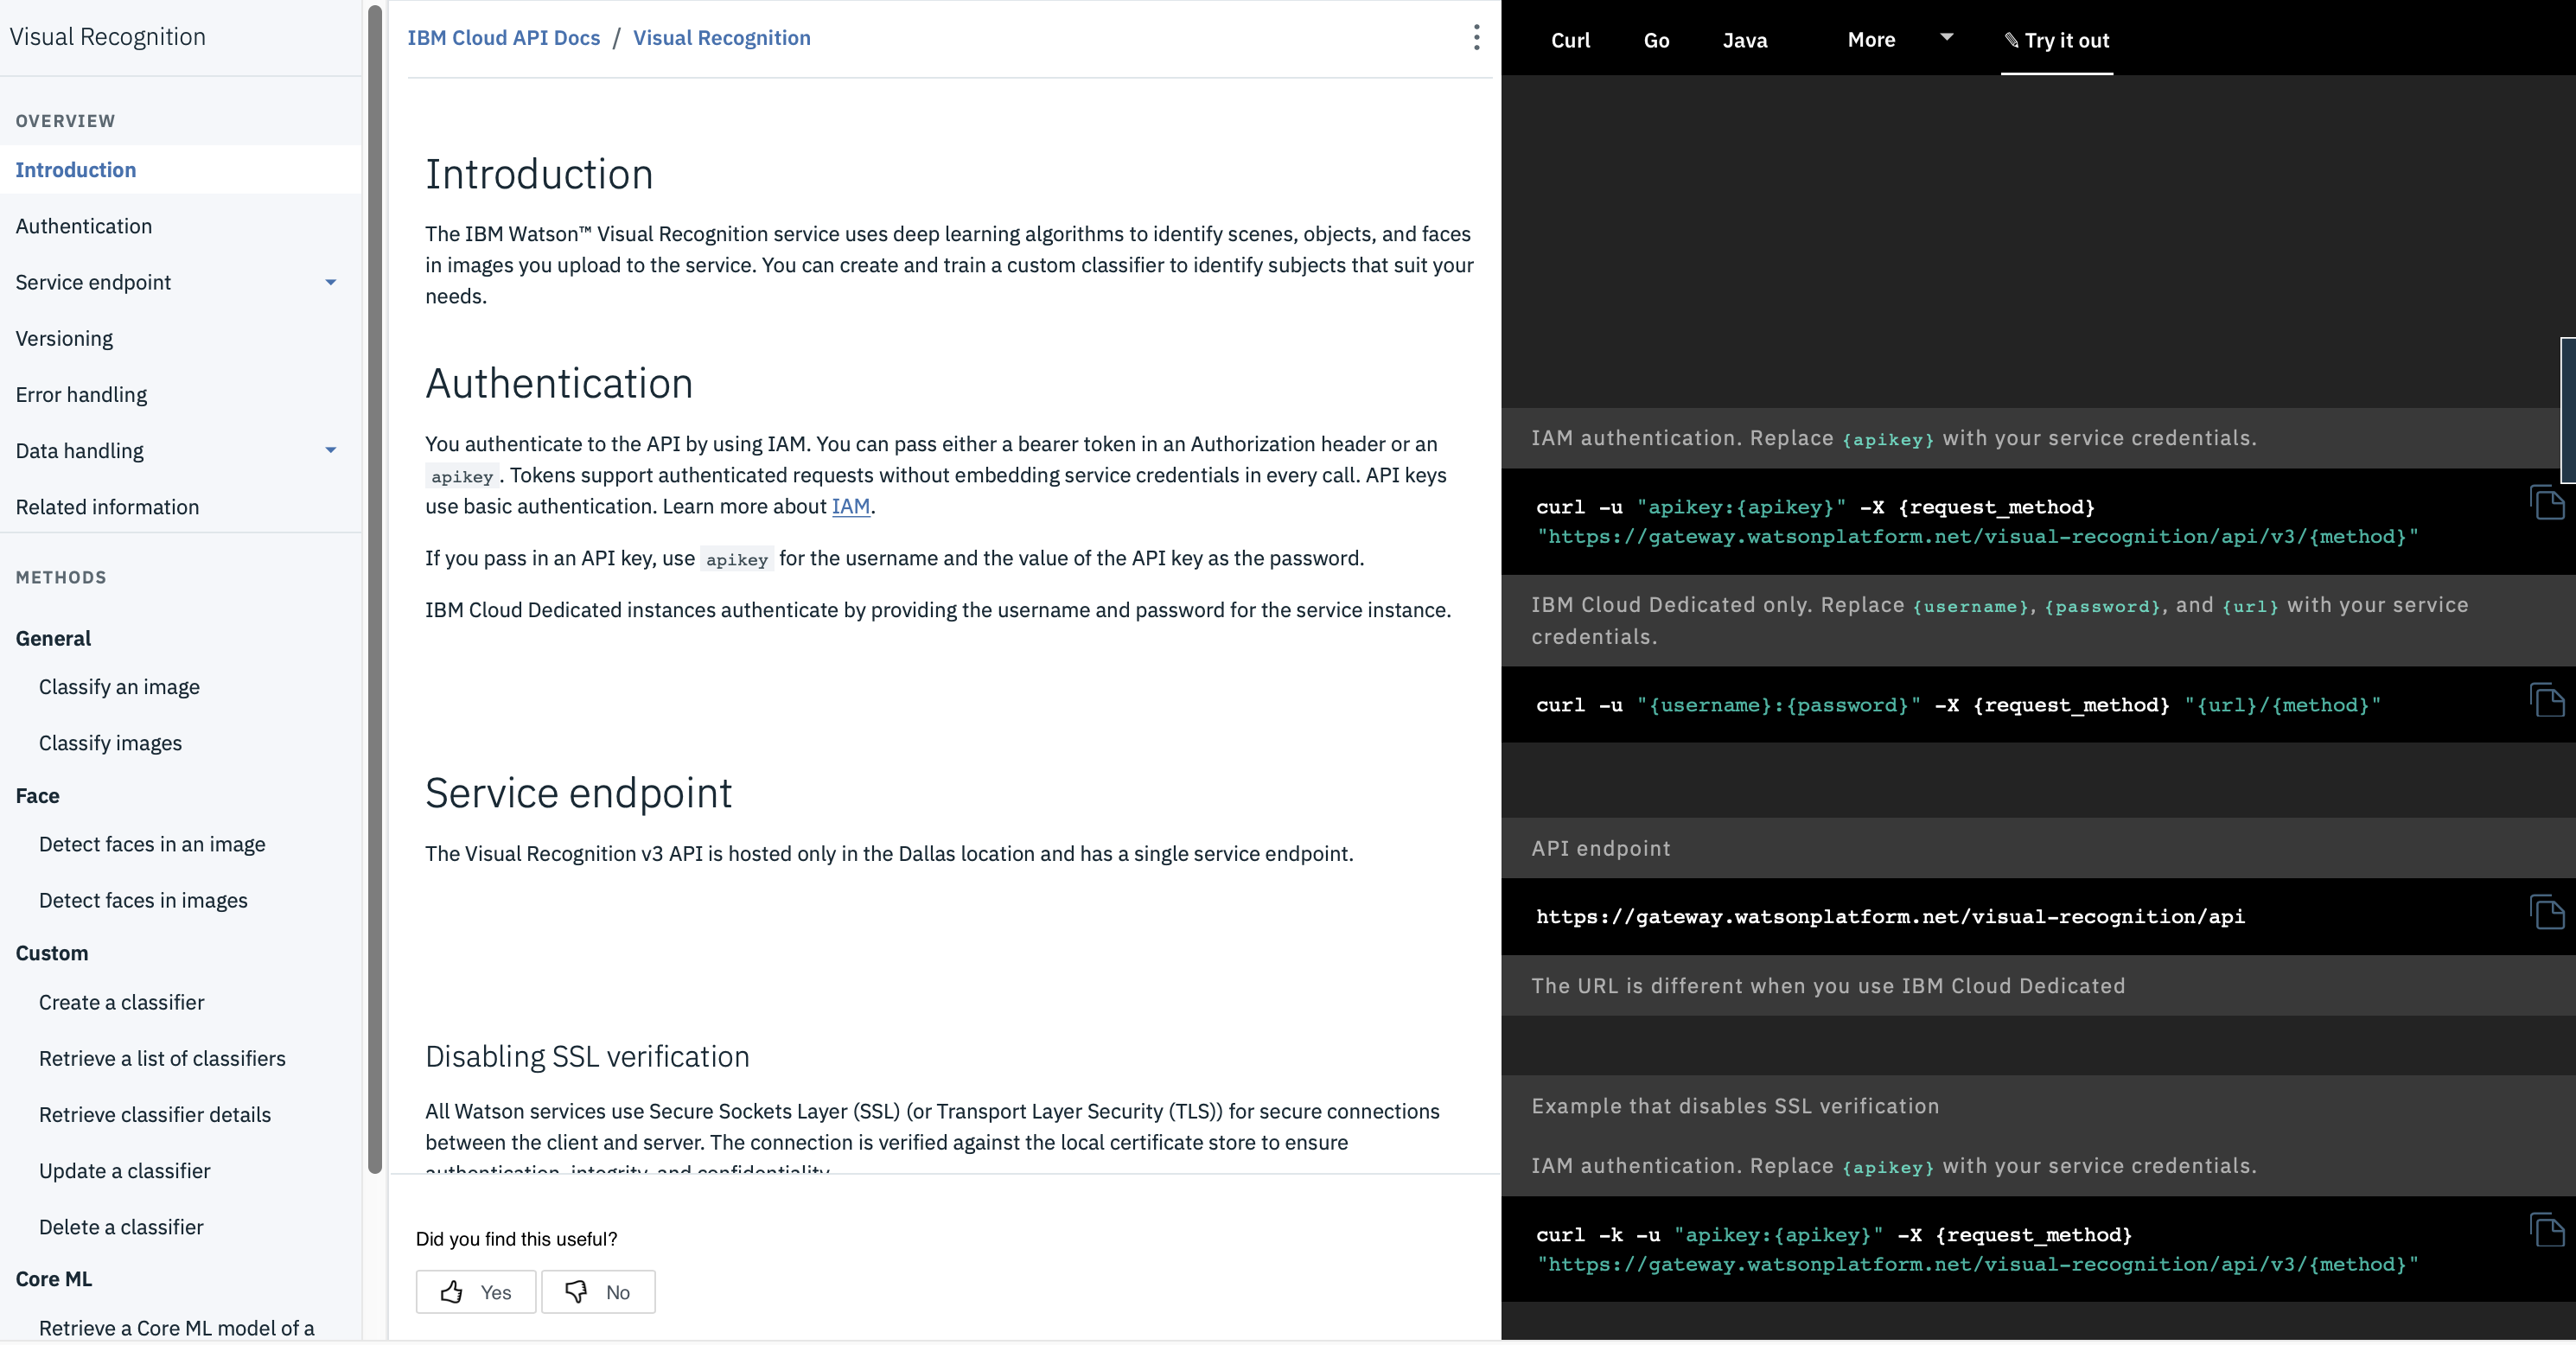 Visual Recognition
OVERVIEW
Introduction
Authentication
Service endpoint
Versioning
Error handling
Data handling
Related information
METHODS
General
Classify an image
Classify images
Face
Detect faces in an image
Detect faces in images
Custom
Create a classifier
Retrieve a list of classifiers
Retrieve classifier details
Update a classifier
Delete a classifier
Core ML
Retrieve a Core ML model of a
IBM Cloud API Docs / Visual Recognition
Introduction
The IBM Watson™ Visual Recognition service uses deep learning algorithms to identify scenes, objects, and faces
in images you upload to the service. You can create and train a custom classifier to identify subjects that suit your
needs.
Authentication
You authenticate to the API by using IAM. You can pass either a bearer token in an Authorization header or an
apikey. Tokens support authenticated requests without embedding service credentials in every call. API keys
use basic authentication. Learn more about IAM.
If you pass in an API key, use apikey for the username and the value of the API key as the password.
IBM Cloud Dedicated instances authenticate by providing the username and password for the service instance.
Service endpoint
The Visual Recognition v3 API is hosted only in the Dallas location and has a single service endpoint.
Disabling SSL verification
All Watson services use Secure Sockets Layer (SSL) (or Transport Layer Security (TLS)) for secure connections
between the client and server. The connection is verified against the local certificate store to ensure
authentication, integrity, and confidentiality.
Did you find this useful?
Yes No
Curl Go Java More ✎ Try it out
IAM authentication. Replace {apikey} with your service credentials.
curl -u "apikey:{apikey}" -X {request_method}
"https://gateway.watsonplatform.net/visual-recognition/api/v3/{method}"
IBM Cloud Dedicated only. Replace {username}, {password}, and {url} with your service
credentials.
curl -u "{username}:{password}" -X {request_method} "{url}/{method}"
API endpoint
https://gateway.watsonplatform.net/visual-recognition/api
The URL is different when you use IBM Cloud Dedicated
Example that disables SSL verification
IAM authentication. Replace {apikey} with your service credentials.
curl -k -u "apikey:{apikey}" -X {request_method}
"https://gateway.watsonplatform.net/visual-recognition/api/v3/{method}"